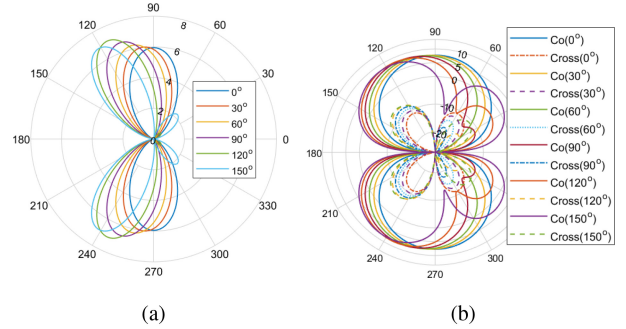 90
120
60
150
30
180
0
210
330
240
300
270
8
6
4
2
0
0°
30°
60°
90°
120°
150°
(a)
90
120
60
150
180
210
240
300
270
10
5
0
-10
-20
Co(0°)
Cross(0°)
Co(30°)
Cross(30°)
Co(60°)
Cross(60°)
Co(90°)
Cross(90°)
Co(120°)
Cross(120°)
Co(150°)
Cross(150°)
(b)